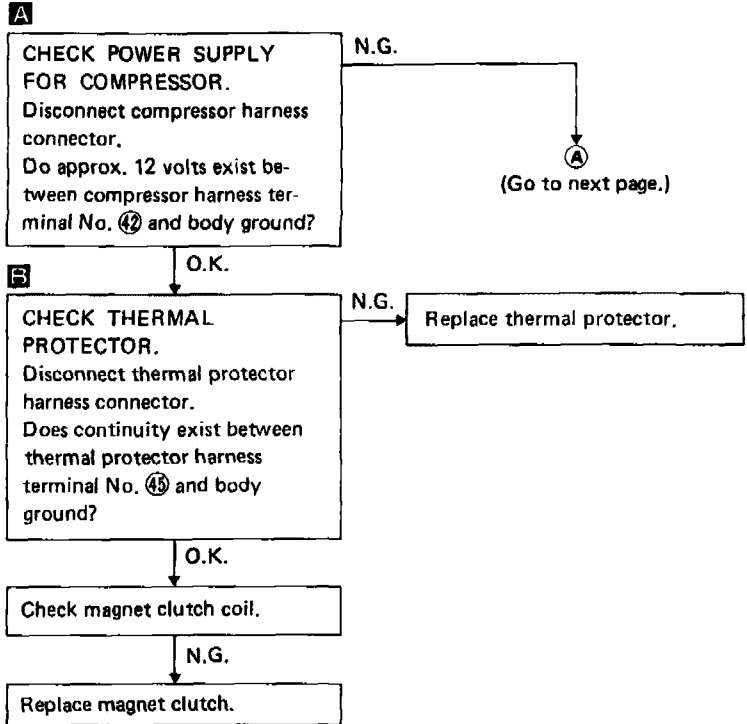 A
CHECK POWER SUPPLY
FOR COMPRESSOR.
Disconnect compressor harness
connector.
Do approx. 12 volts exist be-
tween compressor harness ter-
minal No. ㊷ and body ground?
N.G.
Ⓐ
(Go to next page.)
O.K.
B
CHECK THERMAL
PROTECTOR.
Disconnect thermal protector
harness connector.
Does continuity exist between
thermal protector harness
terminal No. ㊺ and body
ground?
N.G.
Replace thermal protector.
O.K.
Check magnet clutch coil.
N.G.
Replace magnet clutch.